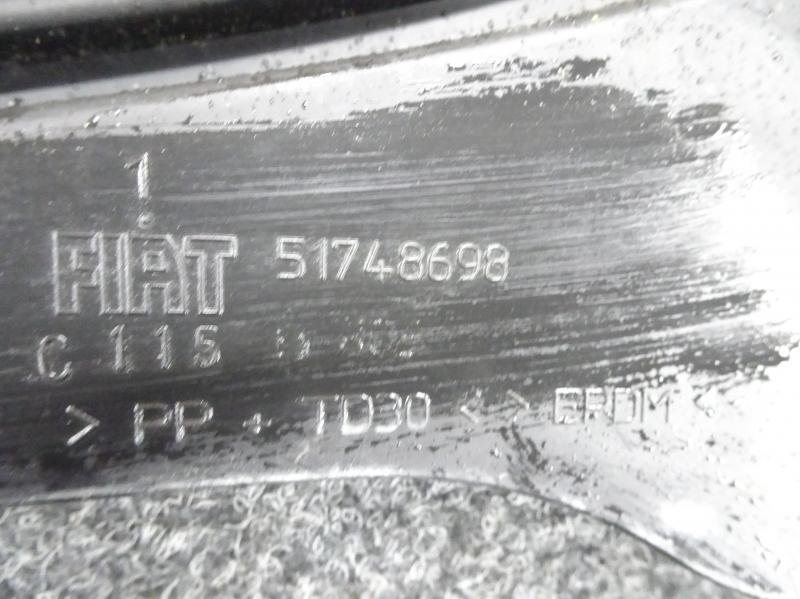 1
FIAT 51748698
C 115
> PP + TD30 < > EPDM <